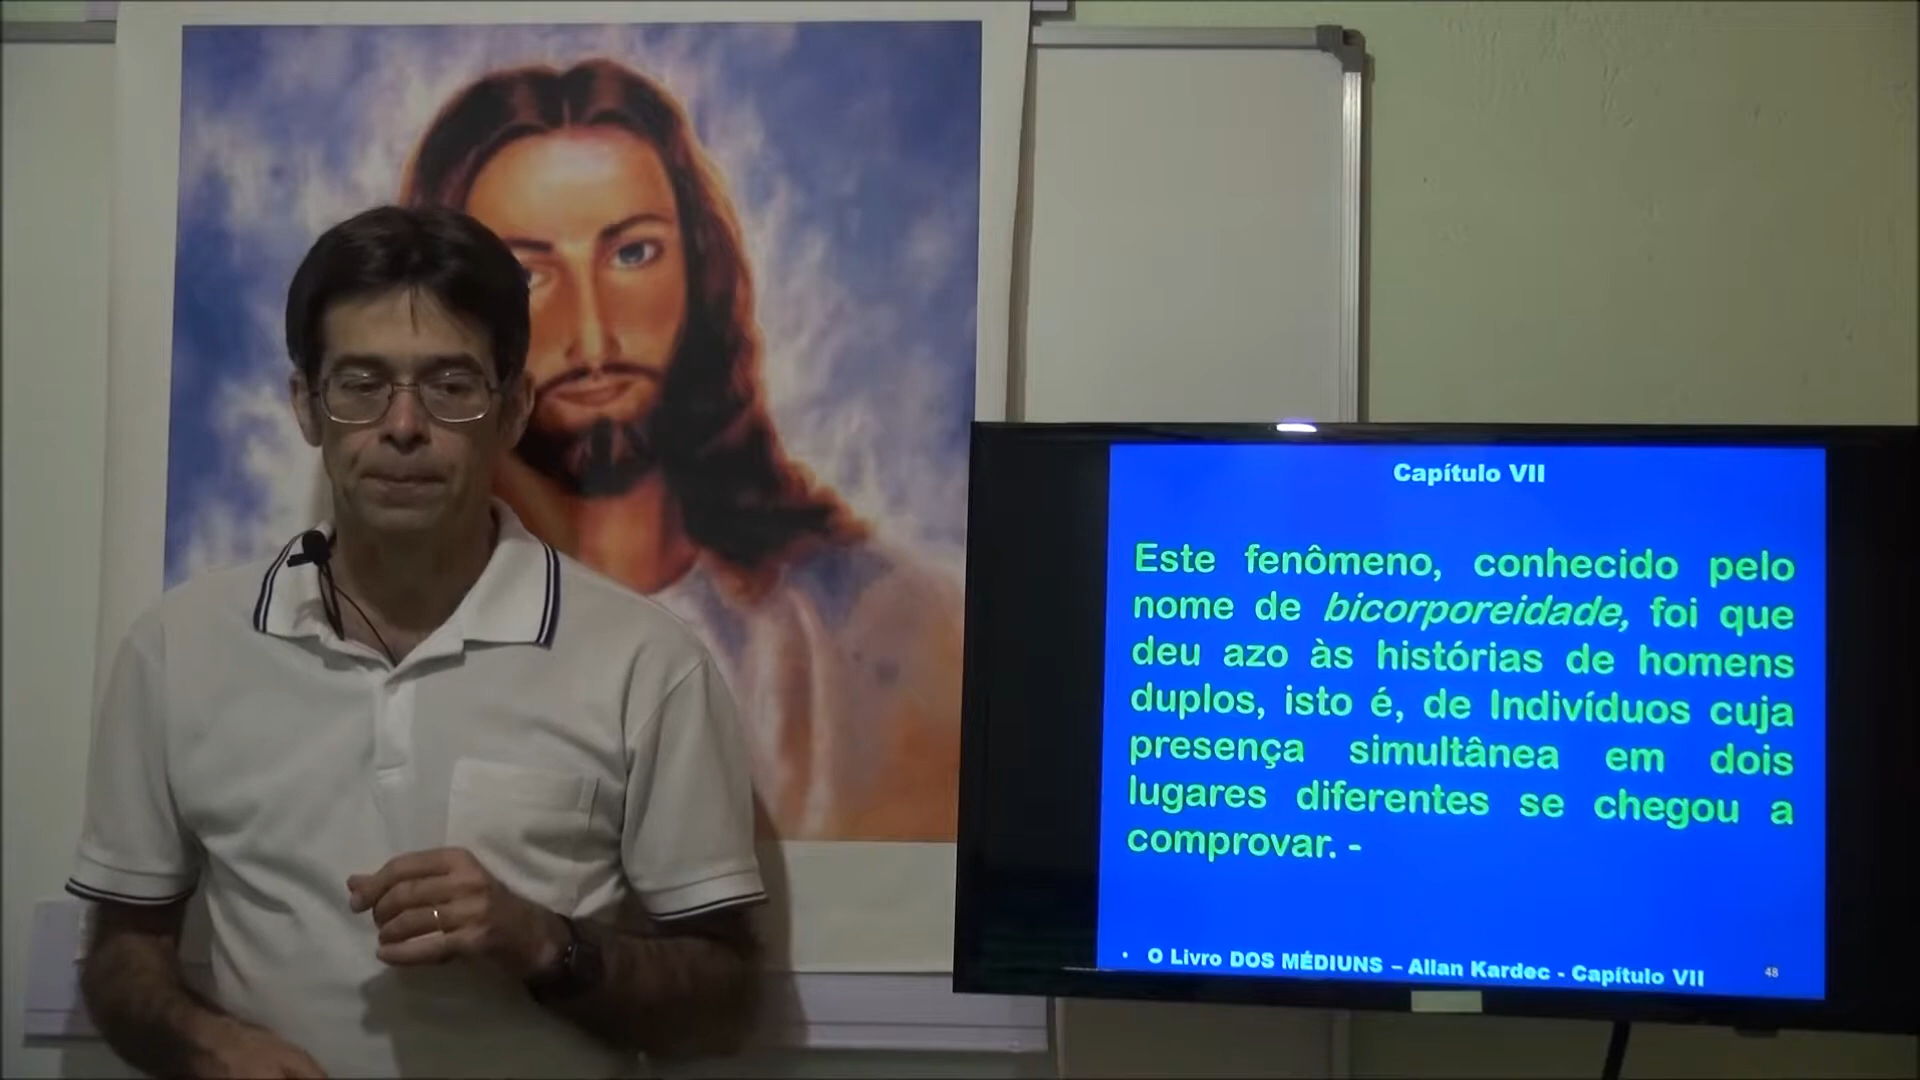 Capítulo VII
Este fenômeno, conhecido pelo
nome de bicorporeidade, foi que
deu azo às histórias de homens
duplos, isto é, de Indivíduos cuja
presença simultânea em dois
lugares diferentes se chegou a
comprovar. -
• O Livro DOS MÉDIUNS – Allan Kardec - Capítulo VII
48